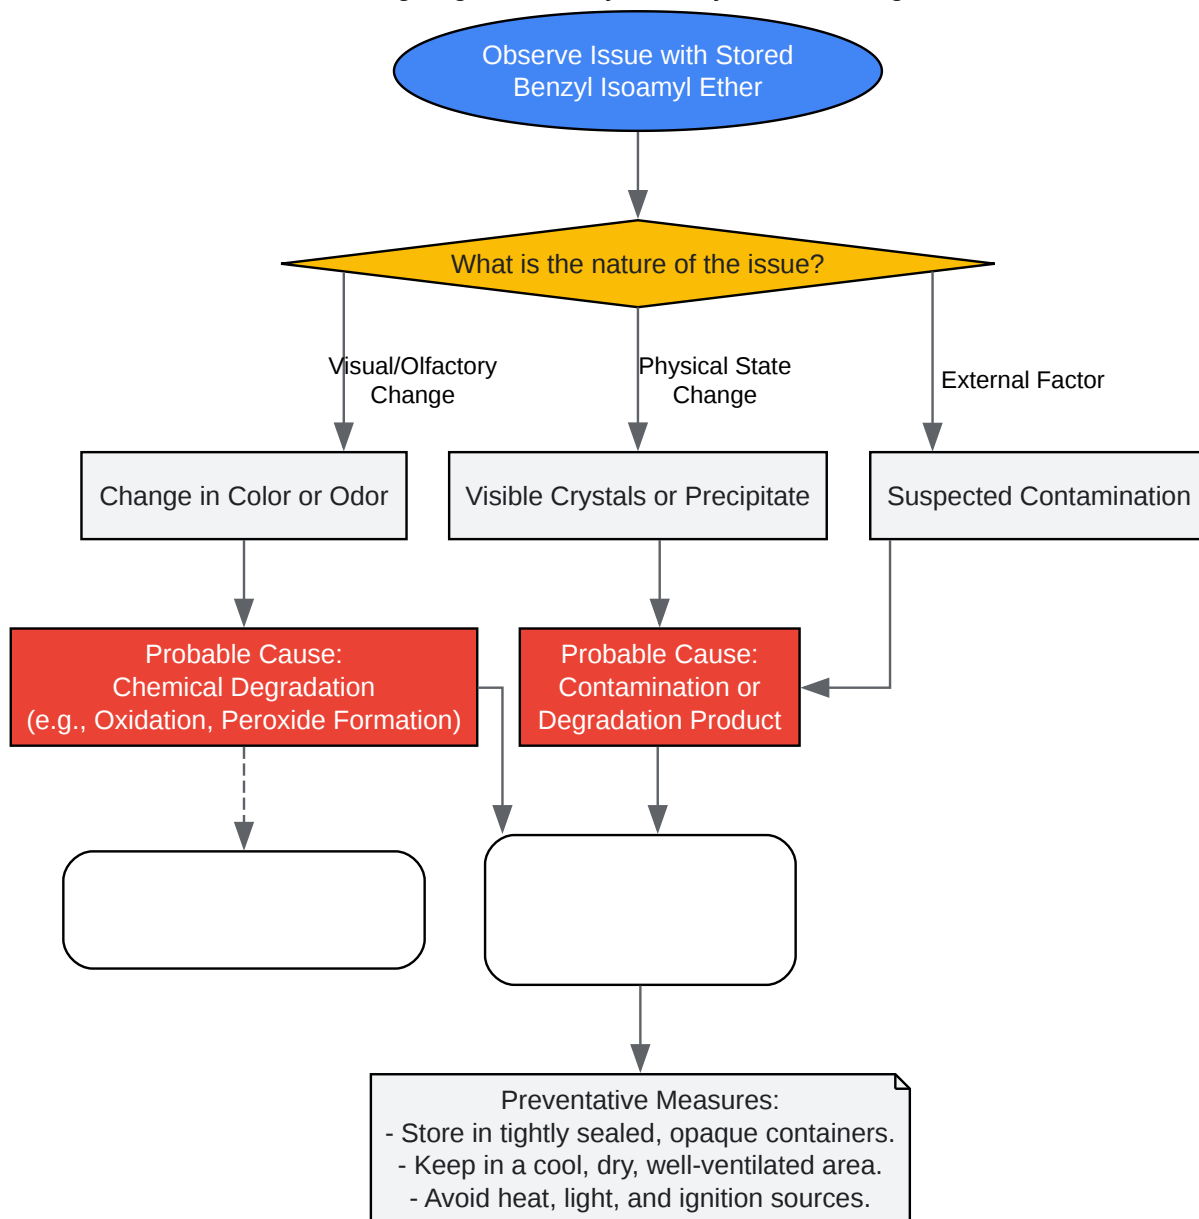 Observe Issue with Stored
Benzyl Isoamyl Ether
What is the nature of the issue?
Visual/Olfactory
Change
Physical State
Change
External Factor
Change in Color or Odor
Visible Crystals or Precipitate
Suspected Contamination
Probable Cause:
Chemical Degradation
(e.g., Oxidation, Peroxide Formation)
Probable Cause:
Contamination or
Degradation Product
Preventative Measures:
- Store in tightly sealed, opaque containers.
- Keep in a cool, dry, well-ventilated area.
- Avoid heat, light, and ignition sources.